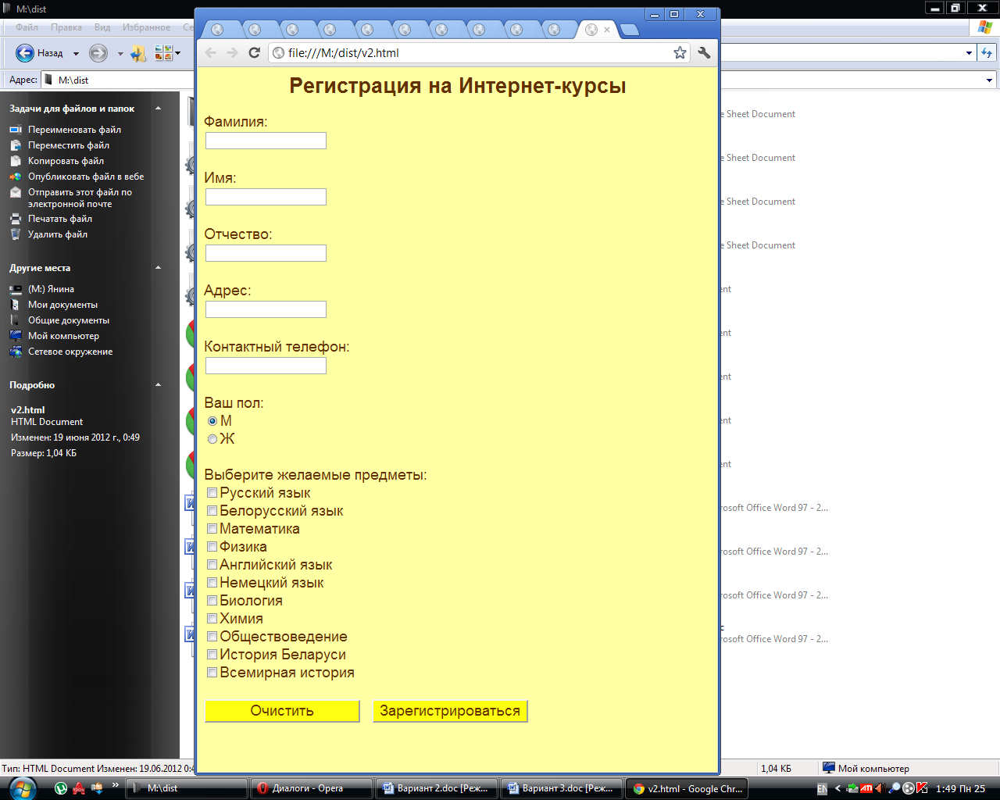 M:\dist
Файл Правка Вид Избранное
Назад
Адрес: M:\dist
Задачи для файлов и папок
Переименовать файл
Переместить файл
Копировать файл
Опубликовать файл в вебе
Отправить этот файл по
электронной почте
Печатать файл
Удалить файл
Другие места
(M:) Янина
Мои документы
Общие документы
Мой компьютер
Сетевое окружение
Подробно
v2.html
HTML Document
Изменен: 19 июня 2012 г., 0:49
Размер: 1,04 КБ
file:///M:/dist/v2.html
Регистрация на Интернет-курсы
Фамилия:
Имя:
Отчество:
Адрес:
Контактный телефон:
Ваш пол:
М
Ж
Выберите желаемые предметы:
Русский язык
Белорусский язык
Математика
Физика
Английский язык
Немецкий язык
Биология
Химия
Обществоведение
История Беларуси
Всемирная история
Очистить Зарегистрироваться
e Sheet Document
e Sheet Document
e Sheet Document
e Sheet Document
ent
ent
ent
ent
ent
rosoft Office Word 97 - 2...
rosoft Office Word 97 - 2...
rosoft Office Word 97 - 2...
rosoft Office Word 97 - 2...
Тип: HTML Document Изменен: 19.06.2012 0:4
1,04 КБ Мой компьютер
M:\dist Диалоги - Opera Вариант 2.doc [Реж... Вариант 3.doc [Реж... v2.html - Google Chr... EN 1:49 Пн 25